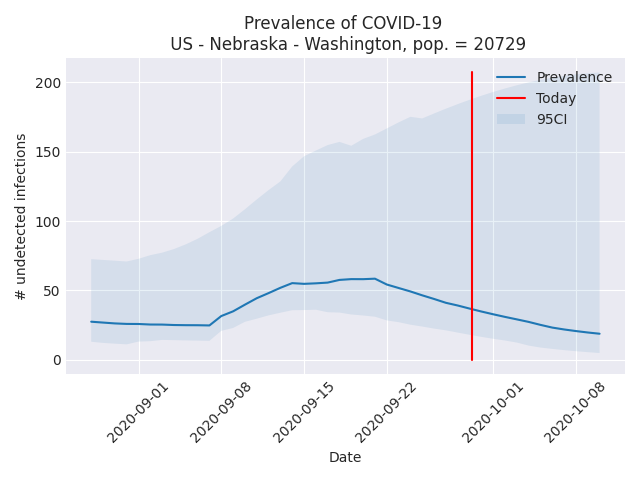 Prevalence of COVID-19
US - Nebraska - Washington, pop. = 20729
Prevalence
Today
95CI
# undetected infections
200
150
100
50
0
2020-09-01
2020-09-08
2020-09-15
2020-09-22
2020-10-01
2020-10-08
Date